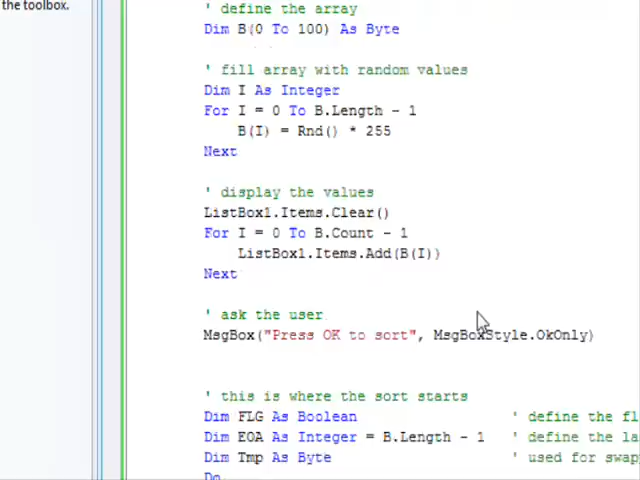 the toolbox.
' define the array
Dim B(0 To 100) As Byte
' fill array with random values
Dim I As Integer
For I = 0 To B.Length - 1
B(I) = Rnd() * 255
Next
' display the values
ListBox1.Items.Clear()
For I = 0 To B.Count - 1
ListBox1.Items.Add(B(I))
Next
' ask the user
MsgBox("Press OK to sort", MsgBoxStyle.OkOnly)
' this is where the sort starts
Dim FLG As Boolean ' define the fl
Dim EOA As Integer = B.Length - 1 ' define the la
Dim Tmp As Byte ' used for swap
Do